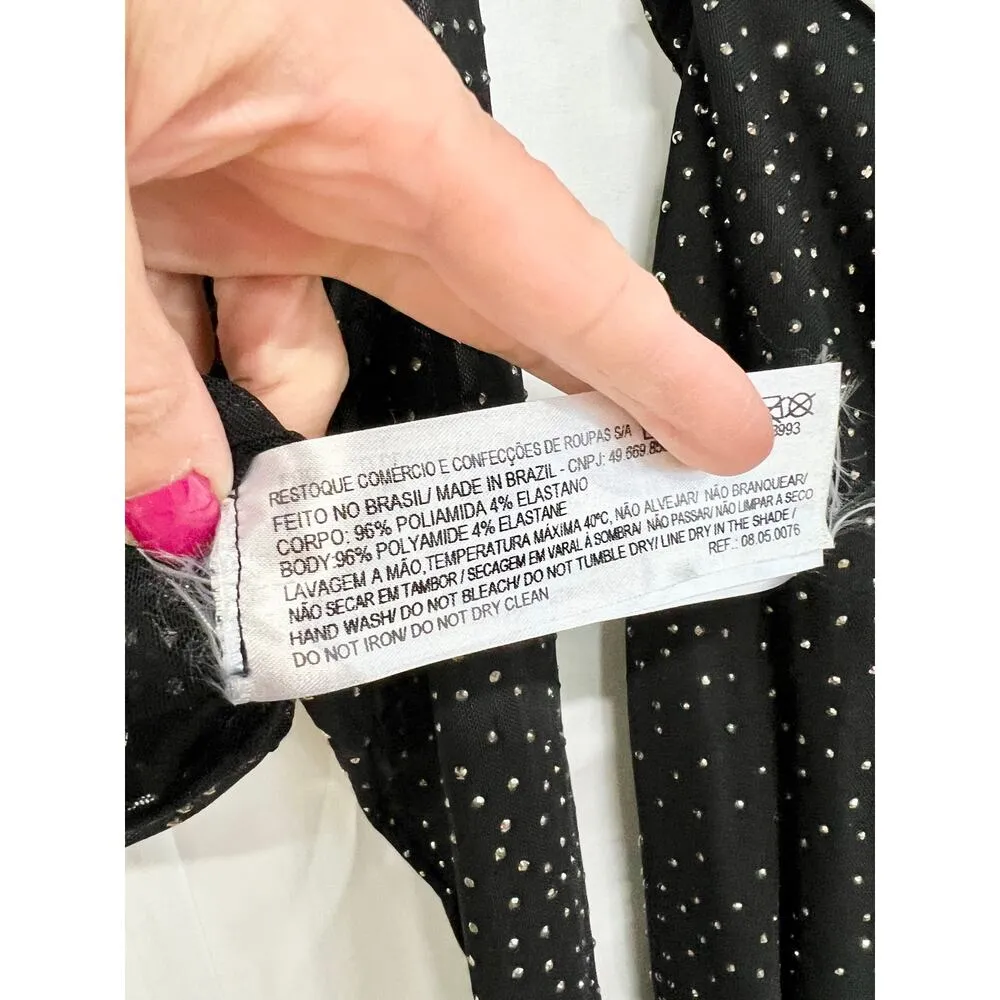 RESTOQUE COMÉRCIO E CONFECÇÕES DE ROUPAS S/A
FEITO NO BRASIL/ MADE IN BRAZIL - CNPJ: 49 669.85
CORPO: 96% POLIAMIDA 4% ELASTANO
BODY:96% POLYAMIDE 4% ELASTANE
LAVAGEM A MÃO,TEMPERATURA MÁXIMA 40ºC, NÃO ALVEJAR/ NÃO BRANQUEAR/
NÃO SECAR EM TAMBOR / SECAGEM EM VARAL À SOMBRA/ NÃO PASSAR/ NÃO LIMPAR A SECO
HAND WASH/ DO NOT BLEACH/ DO NOT TUMBLE DRY/ LINE DRY IN THE SHADE /
DO NOT IRON/ DO NOT DRY CLEAN
REF.: 08.05.0076